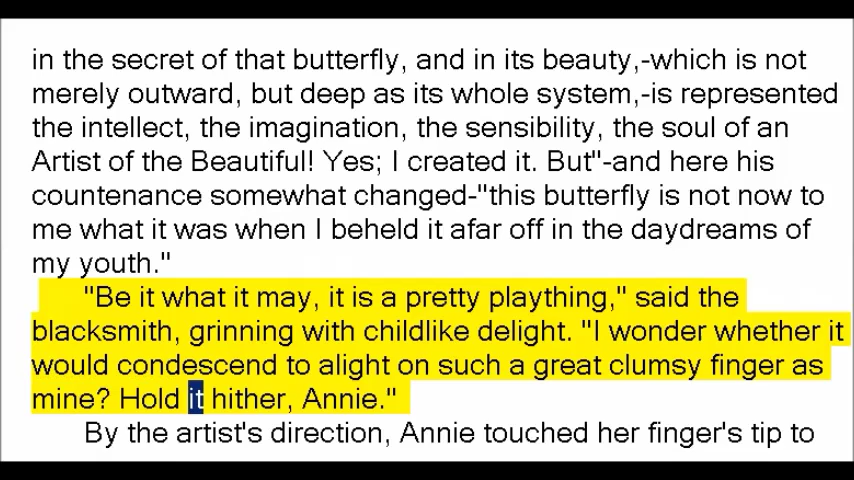 in the secret of that butterfly, and in its beauty,-which is not
merely outward, but deep as its whole system,-is represented
the intellect, the imagination, the sensibility, the soul of an
Artist of the Beautiful! Yes; I created it. But"-and here his
countenance somewhat changed-"this butterfly is not now to
me what it was when I beheld it afar off in the daydreams of
my youth."
"Be it what it may, it is a pretty plaything," said the
blacksmith, grinning with childlike delight. "I wonder whether it
would condescend to alight on such a great clumsy finger as
mine? Hold it hither, Annie."
By the artist's direction, Annie touched her finger's tip to